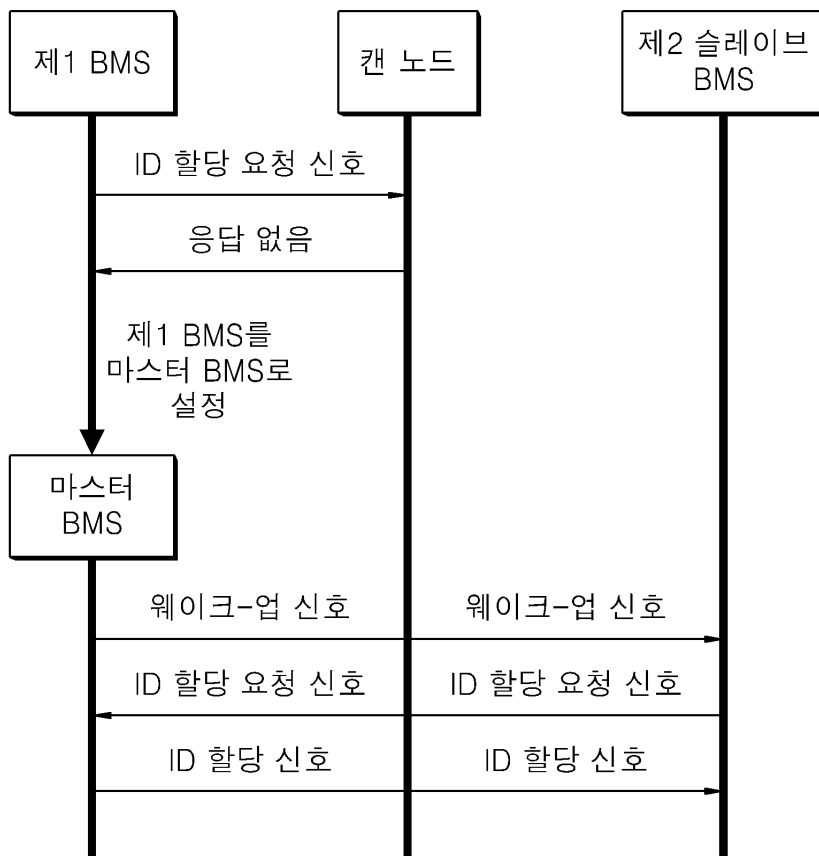 제1 BMS
캔 노드
제2 슬레이브
BMS
ID 할당 요청 신호
응답 없음
제1 BMS를
마스터 BMS로
설정
마스터
BMS
웨이크-업 신호
웨이크-업 신호
ID 할당 요청 신호
ID 할당 요청 신호
ID 할당 신호
ID 할당 신호